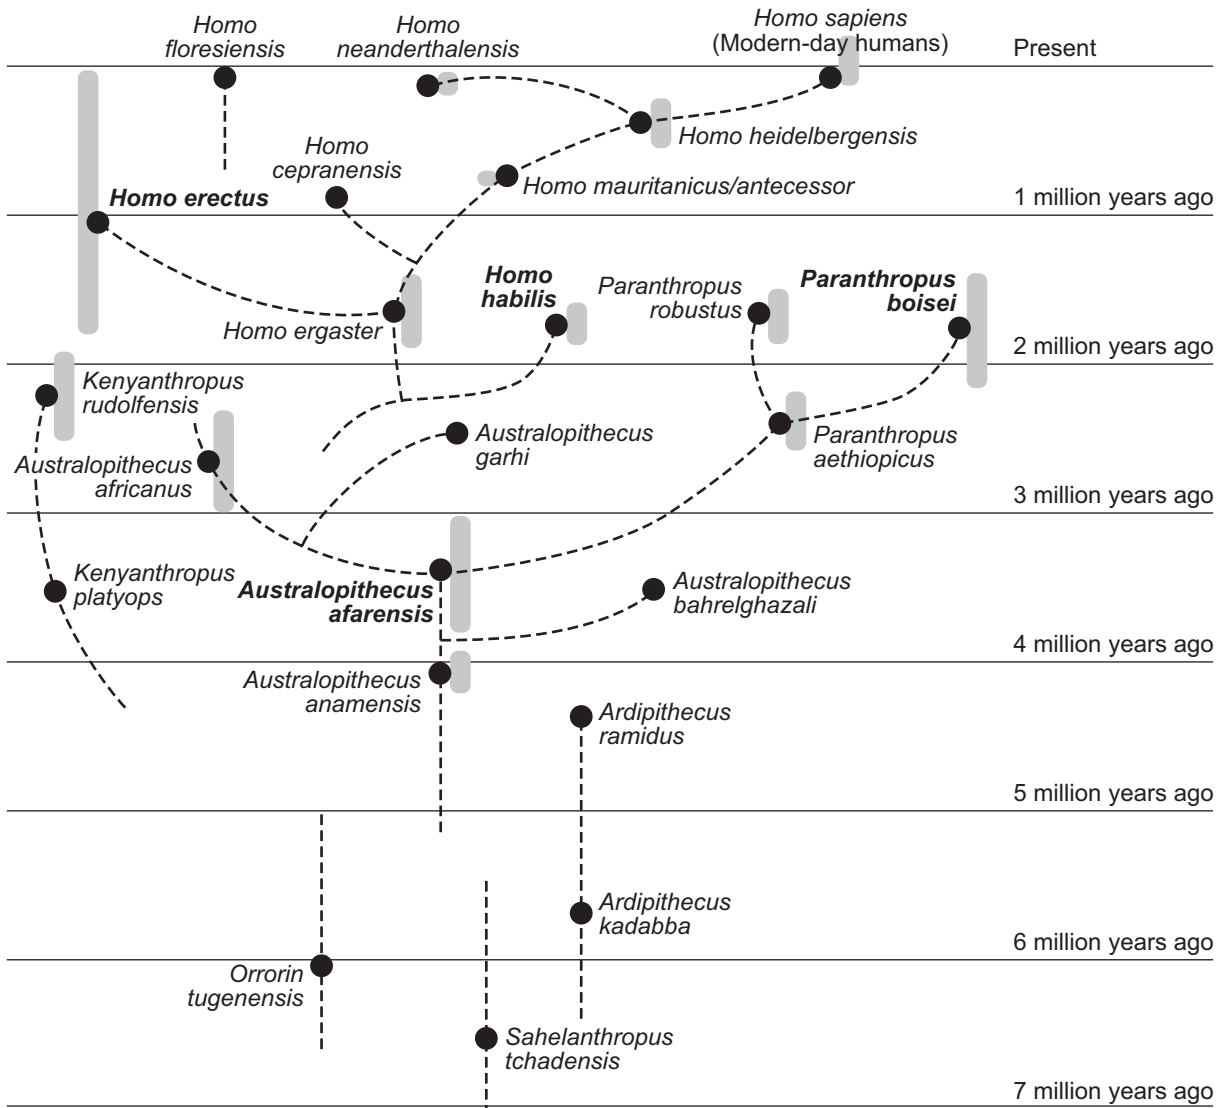 Homo
floresiensis
Homo
neanderthalensis
Homo sapiens
(Modern-day humans)
Present
Homo heidelbergensis
Homo
cepranensis
Homo mauritanicus/antecessor
Homo erectus
1 million years ago
Homo
habilis
Paranthropus
robustus
Paranthropus
boisei
Homo ergaster
2 million years ago
Kenyanthropus
rudolfensis
Australopithecus
africanus
Australopithecus
garhi
Paranthropus
aethiopicus
3 million years ago
Kenyanthropus
platyops
Australopithecus
afarensis
Australopithecus
bahrelghazali
4 million years ago
Australopithecus
anamensis
Ardipithecus
ramidus
5 million years ago
Ardipithecus
kadabba
6 million years ago
Orrorin
tugenensis
Sahelanthropus
tchadensis
7 million years ago